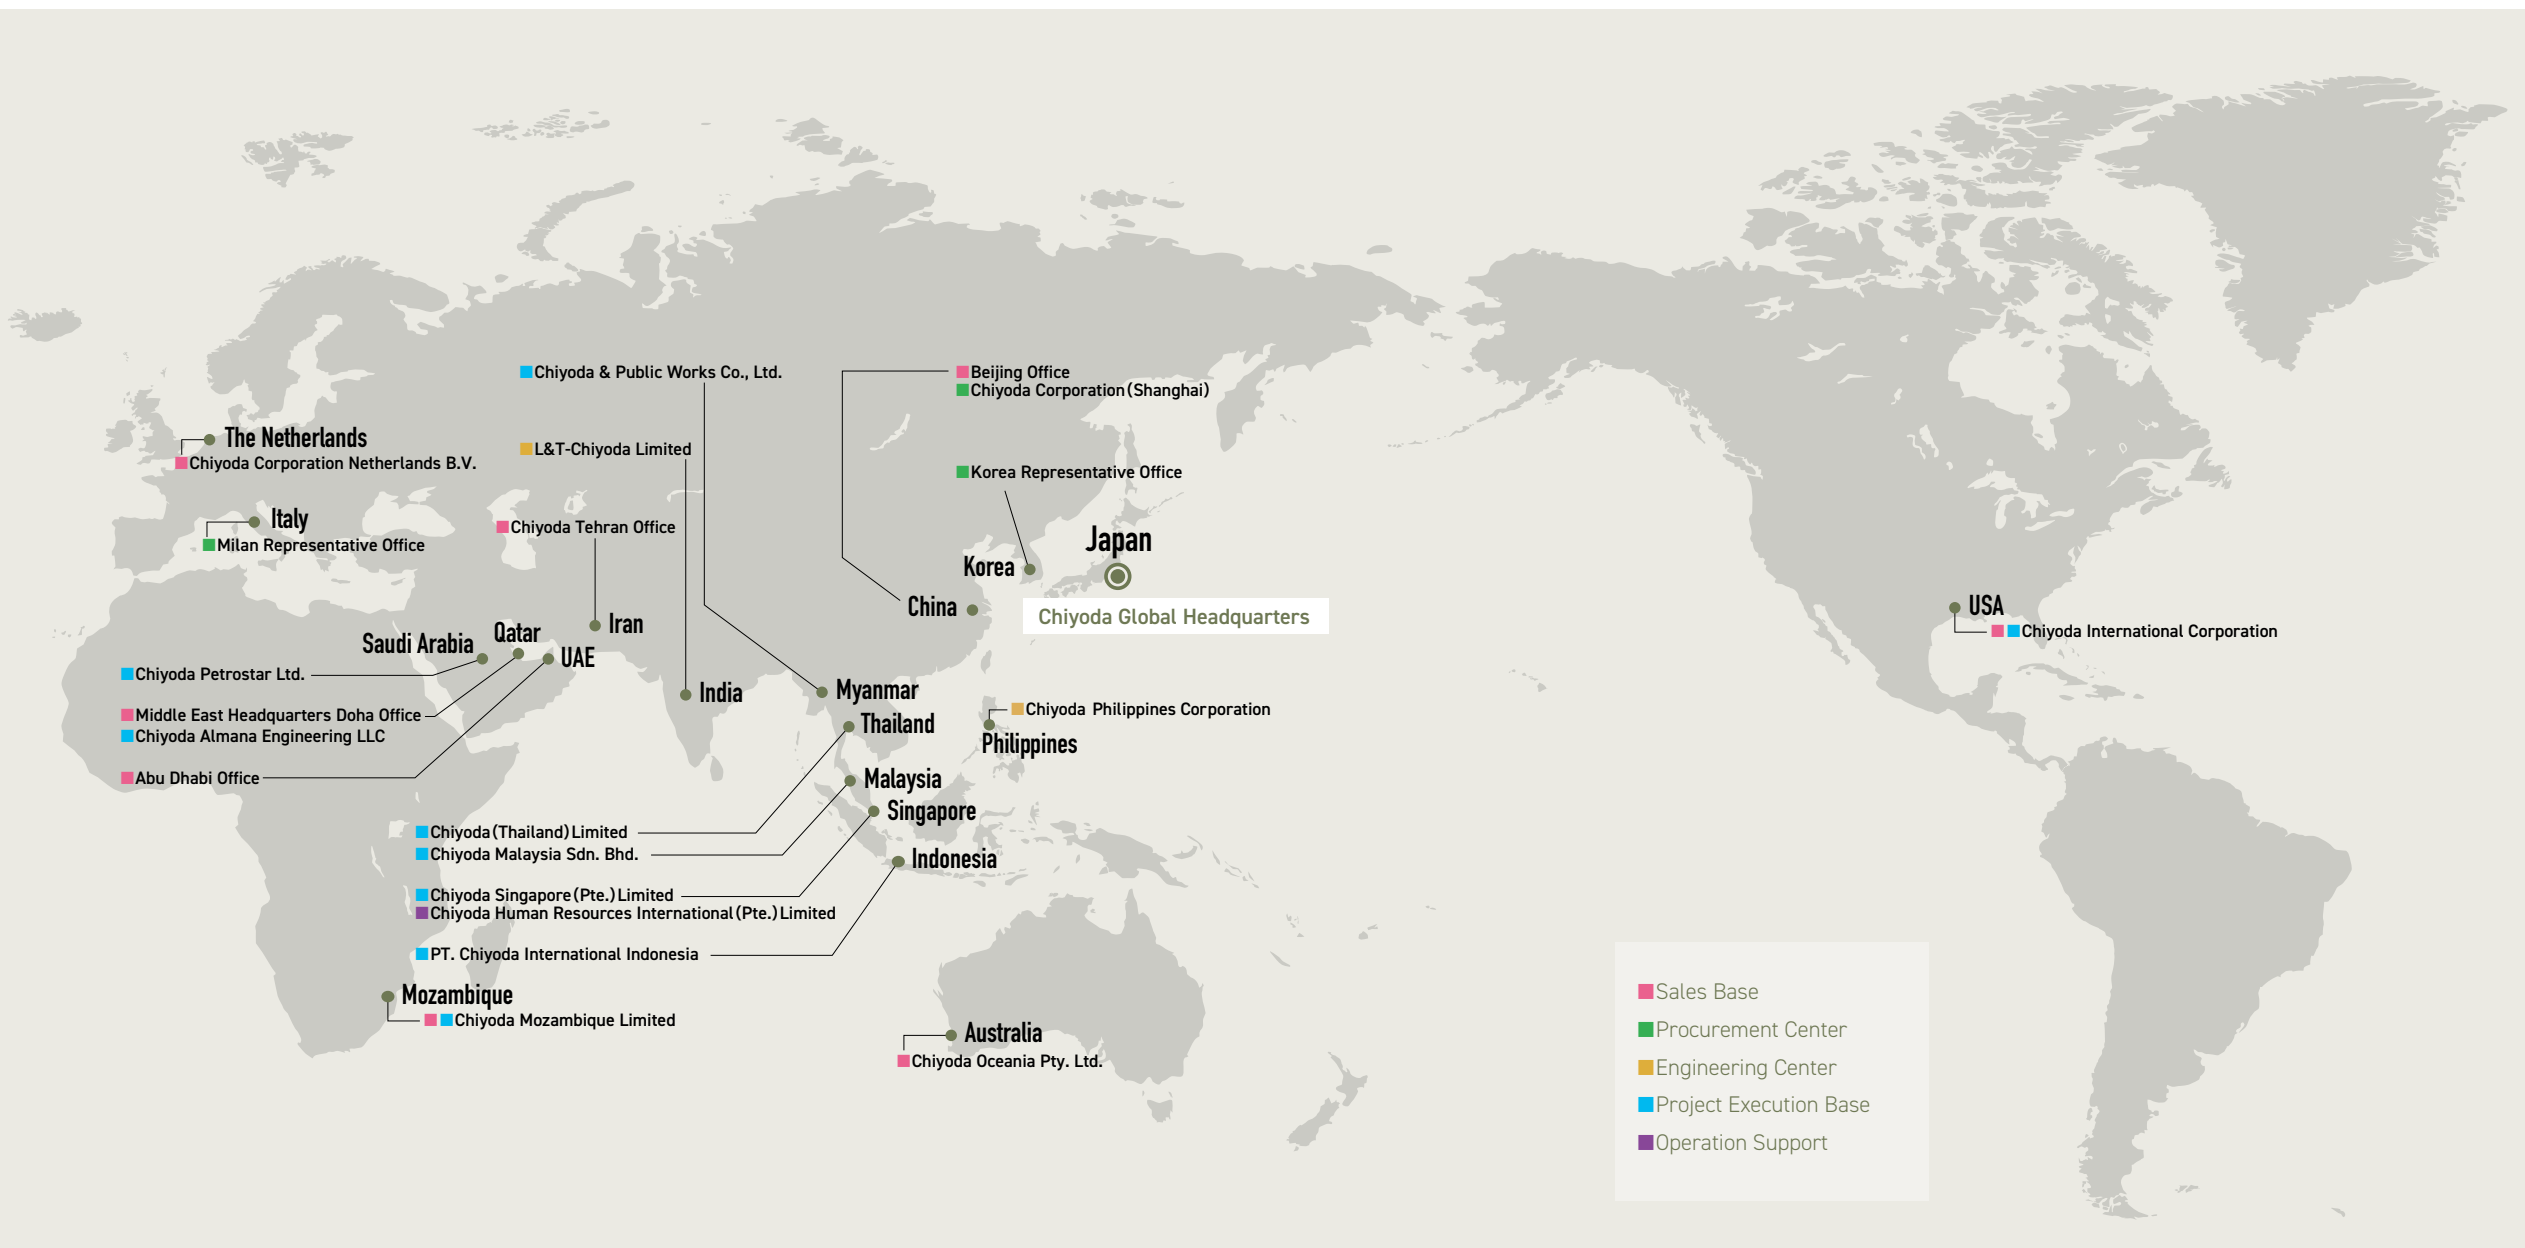 Chiyoda & Public Works Co., Ltd.
Beijing Office
Chiyoda Corporation (Shanghai)
The Netherlands
Chiyoda Corporation Netherlands B.V.
L&T-Chiyoda Limited
Korea Representative Office
Italy
Milan Representative Office
Chiyoda Tehran Office
Japan
Korea
Chiyoda Global Headquarters
China
USA
Chiyoda International Corporation
Iran
Qatar
Saudi Arabia
UAE
Chiyoda Petrostar Ltd.
India
Myanmar
Middle East Headquarters Doha Office
Chiyoda Almana Engineering LLC
Chiyoda Philippines Corporation
Thailand
Philippines
Abu Dhabi Office
Malaysia
Singapore
Chiyoda (Thailand) Limited
Chiyoda Malaysia Sdn. Bhd.
Indonesia
Chiyoda Singapore (Pte.) Limited
Chiyoda Human Resources International (Pte.) Limited
PT. Chiyoda International Indonesia
Mozambique
Chiyoda Mozambique Limited
Australia
Chiyoda Oceania Pty. Ltd.
Sales Base
Procurement Center
Engineering Center
Project Execution Base
Operation Support